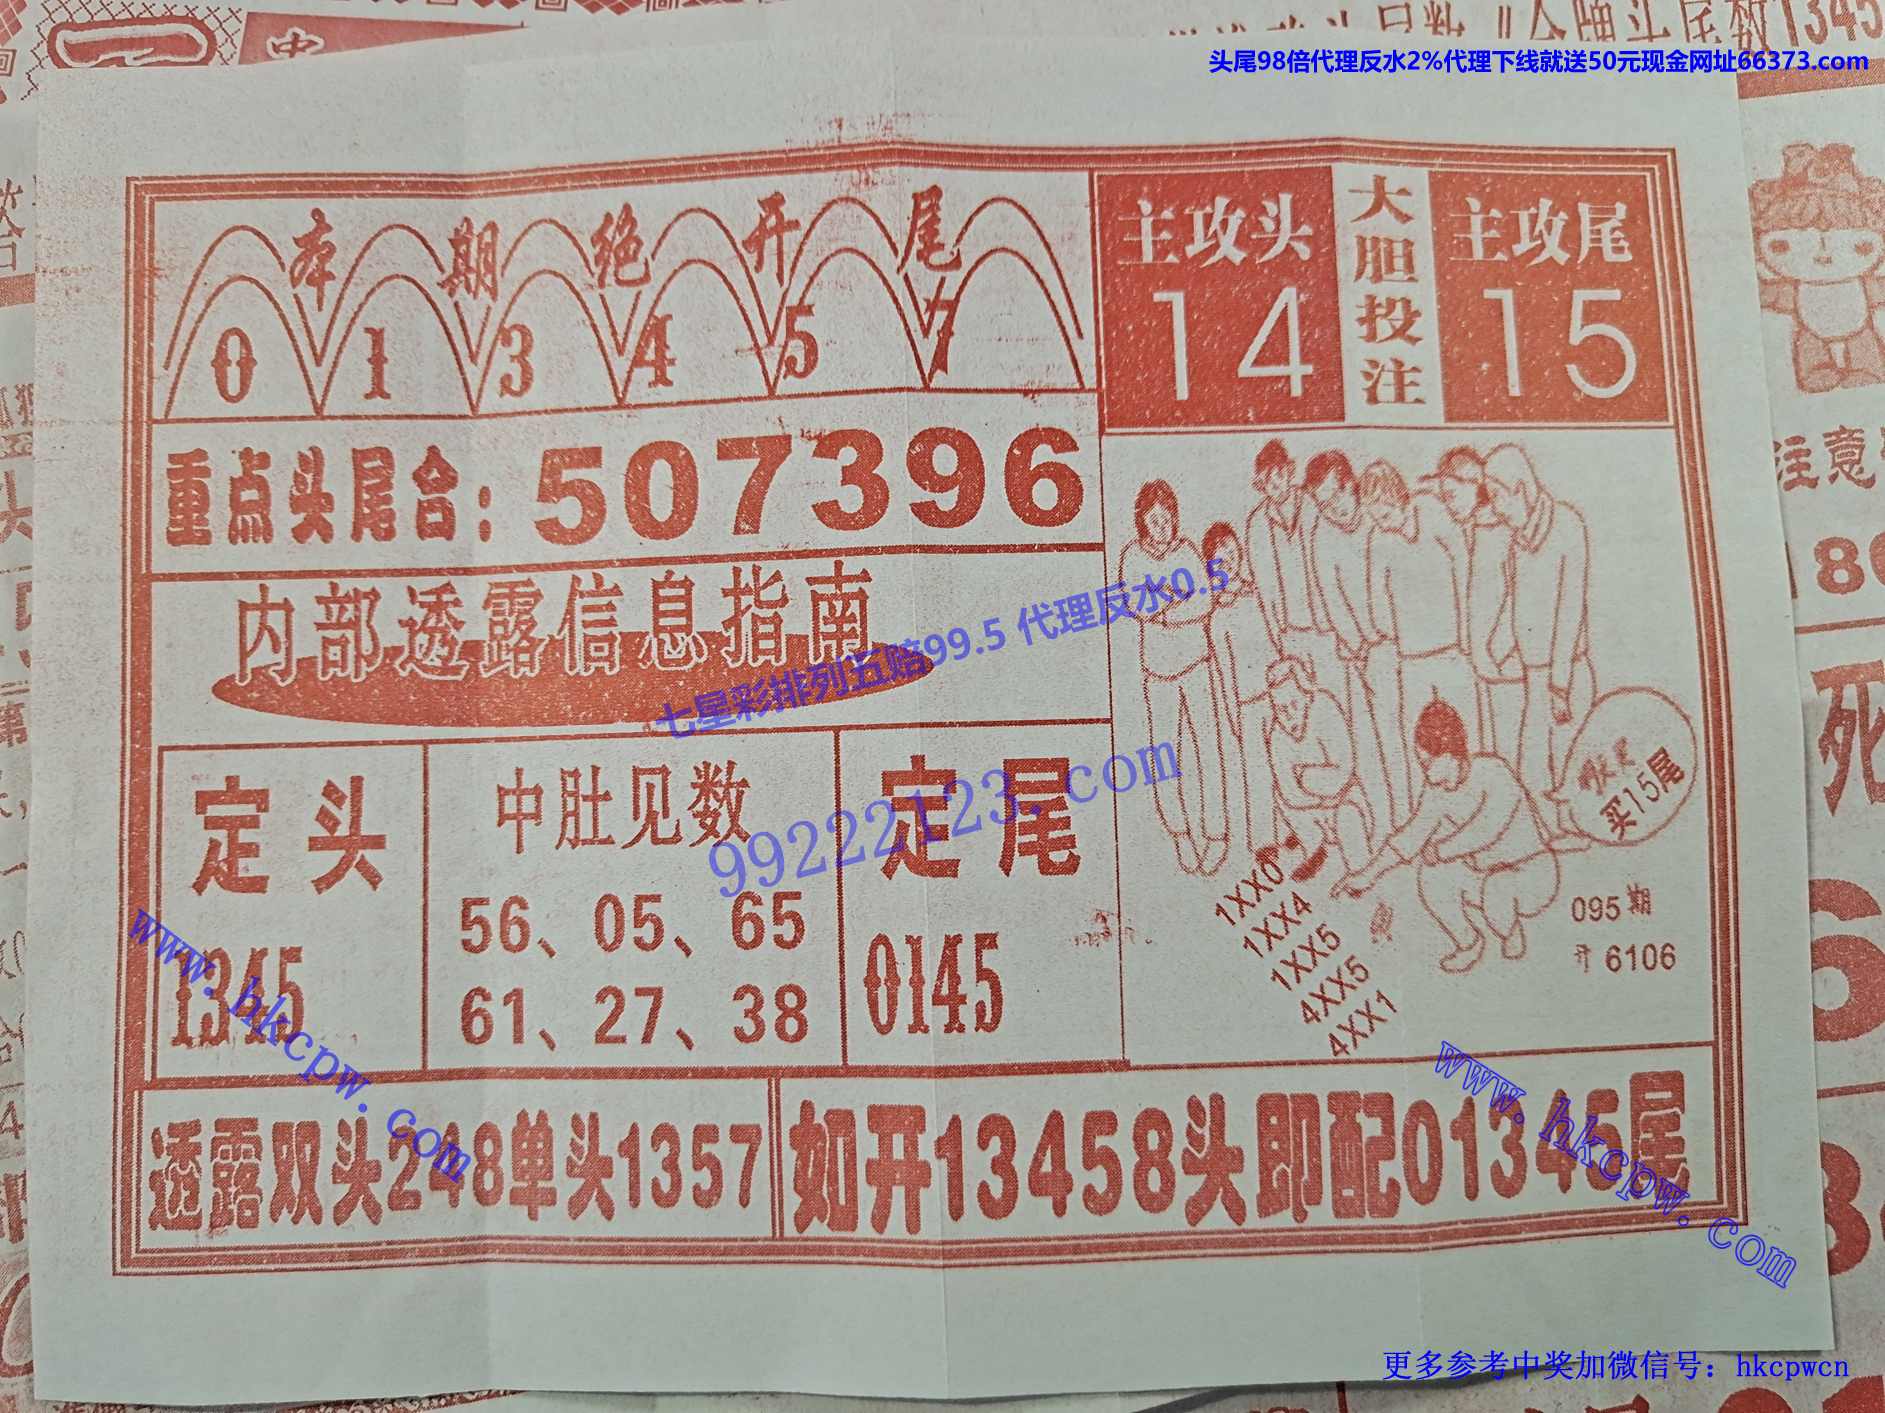 头尾98倍代理反水2%代理下线就送50元现金网址66373.com
本期绝开尾
0 1 3 4 5 7
主攻头
14
大胆投注
主攻尾
15
重点头尾合：507396
内部透露信息指南
七星彩排列五赔99.5 代理反水0.5
99222123.com
定头
1345
中肚见数
56、05、65
61、27、38
定尾
0145
买15尾
1XX0
1XX4
1XX5
4XX5
4XX1
095期
开6106
www.hkcpw.com
www.hkcpw.com
透露双头248单头1357
如开13458头即配01345尾
注意
死
更多参考中奖加微信号：hkcpwcn